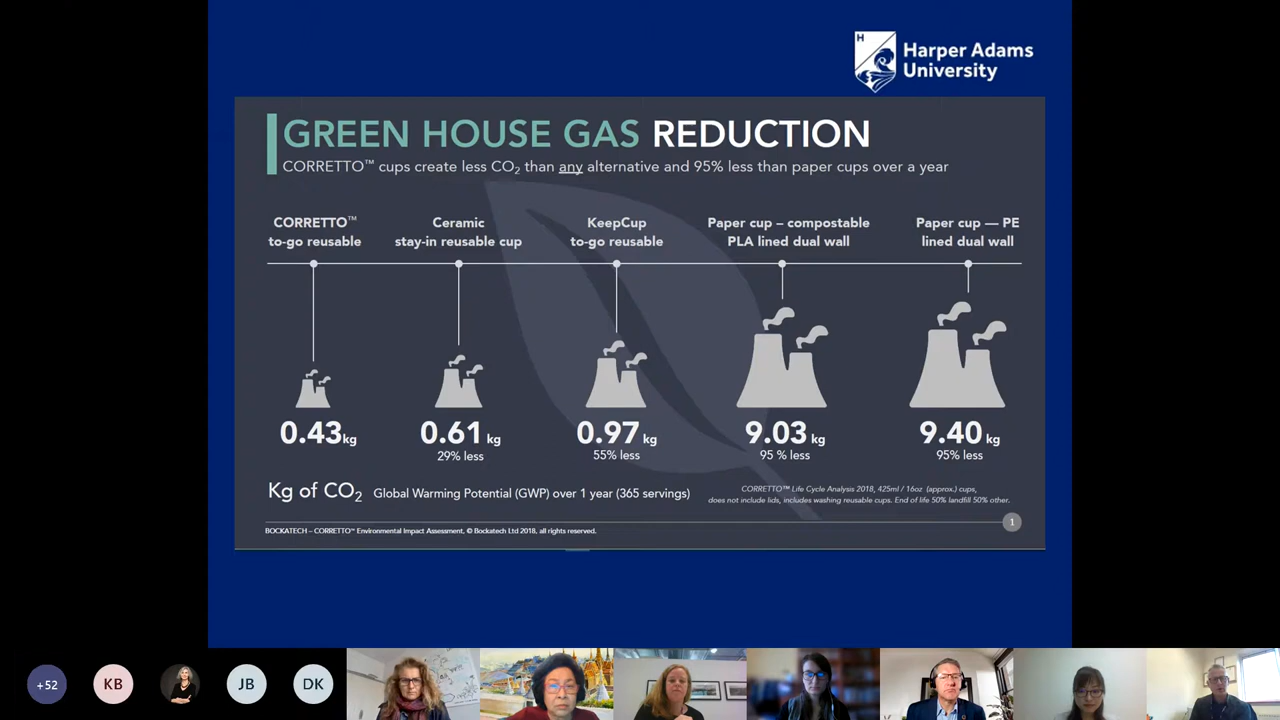 H
Harper Adams
University
GREEN HOUSE GAS REDUCTION
CORRETTO™ cups create less CO₂ than any alternative and 95% less than paper cups over a year
CORRETTO™
to-go reusable
Ceramic
stay-in reusable cup
KeepCup
to-go reusable
Paper cup – compostable
PLA lined dual wall
Paper cup — PE
lined dual wall
0.43kg
0.61 kg
29% less
0.97 kg
55% less
9.03 kg
95 % less
9.40 kg
95% less
Kg of CO₂ Global Warming Potential (GWP) over 1 year (365 servings)
CORRETTO™ Life Cycle Analysis 2018, 425ml / 16oz (approx.) cups,
does not include lids, includes washing reusable cups. End of life 50% landfill 50% other.
1
BOCKATECH – CORRETTO™ Environmental Impact Assessment, © Bockatech Ltd 2018, all rights reserved.
+52
KB
JB
DK